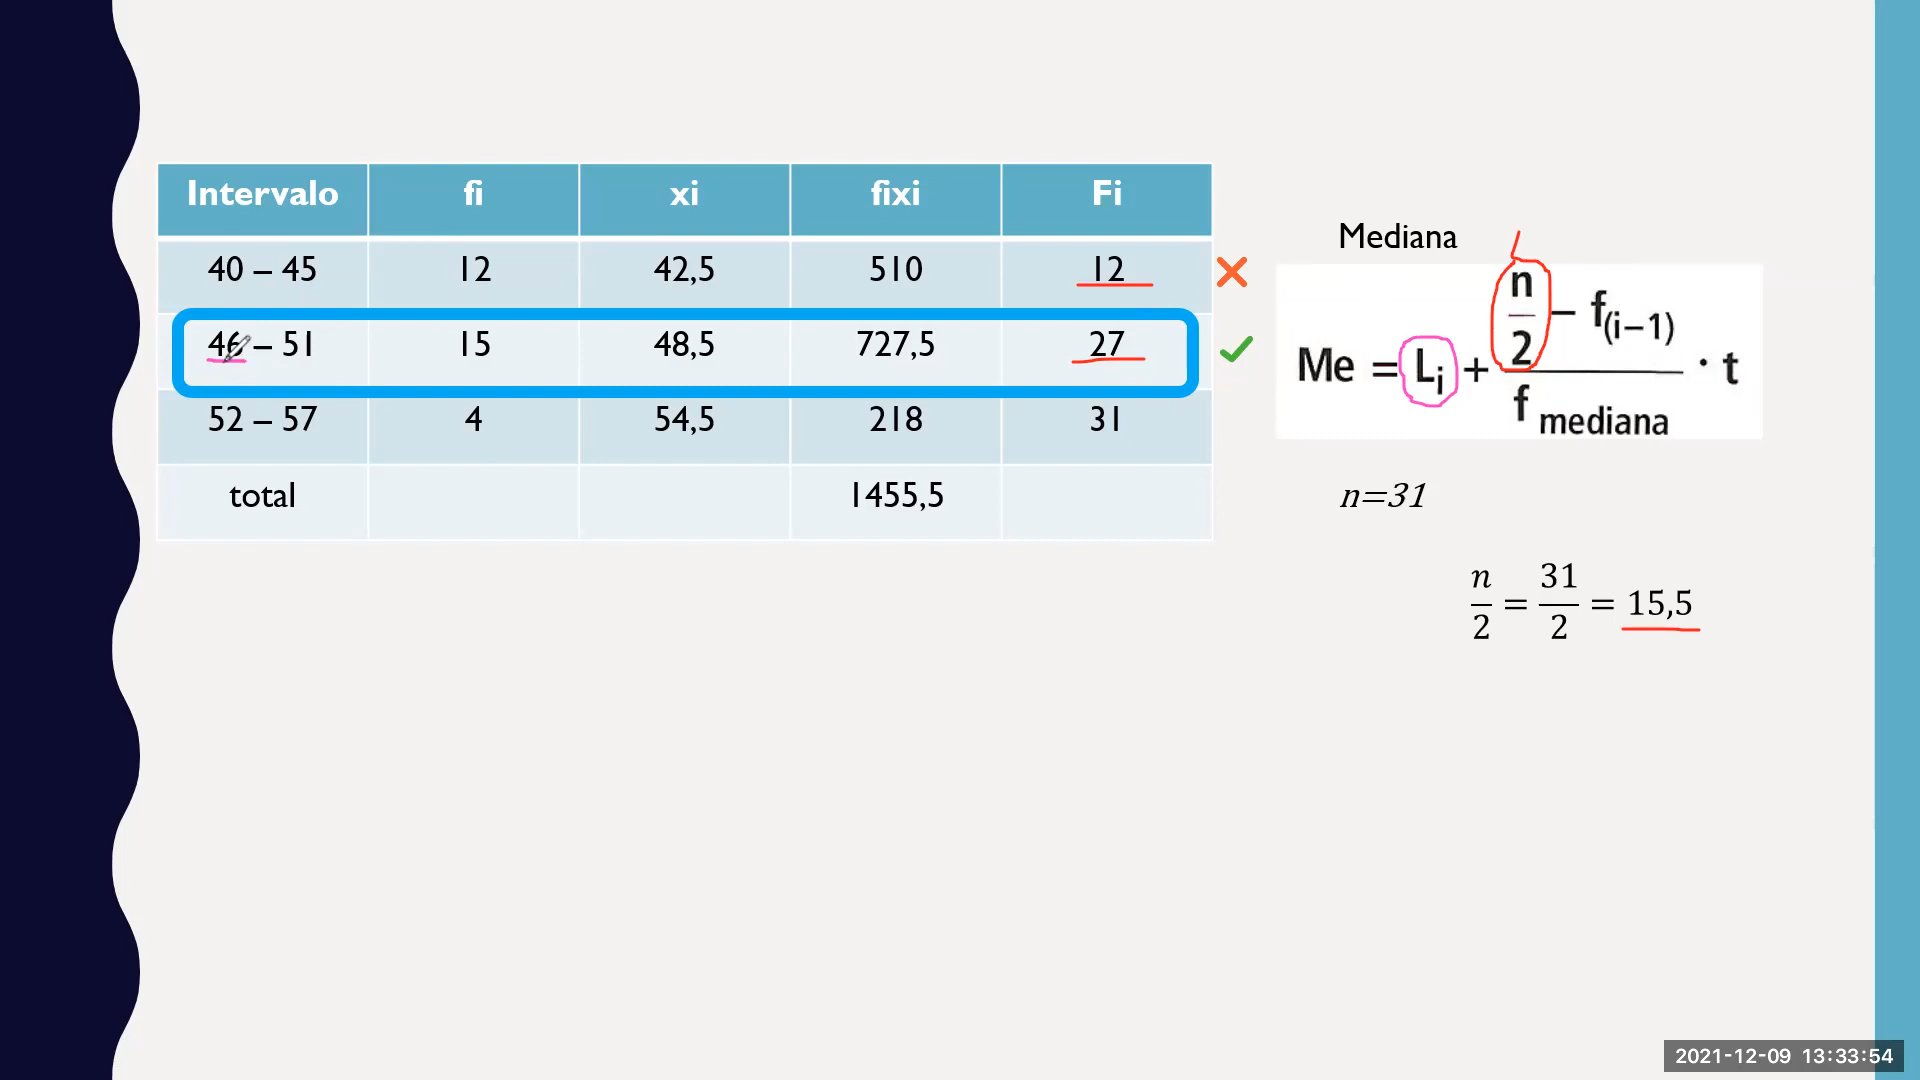 Intervalo fi xi fixi Fi
40 – 45 12 42,5 510 12
46 – 51 15 48,5 727,5 27
52 – 57 4 54,5 218 31
total 1455,5
Mediana
Me = Li + (n/2 − f(i−1)) / f mediana · t
n=31
n/2 = 31/2 = 15,5
2021-12-09 13:33:54